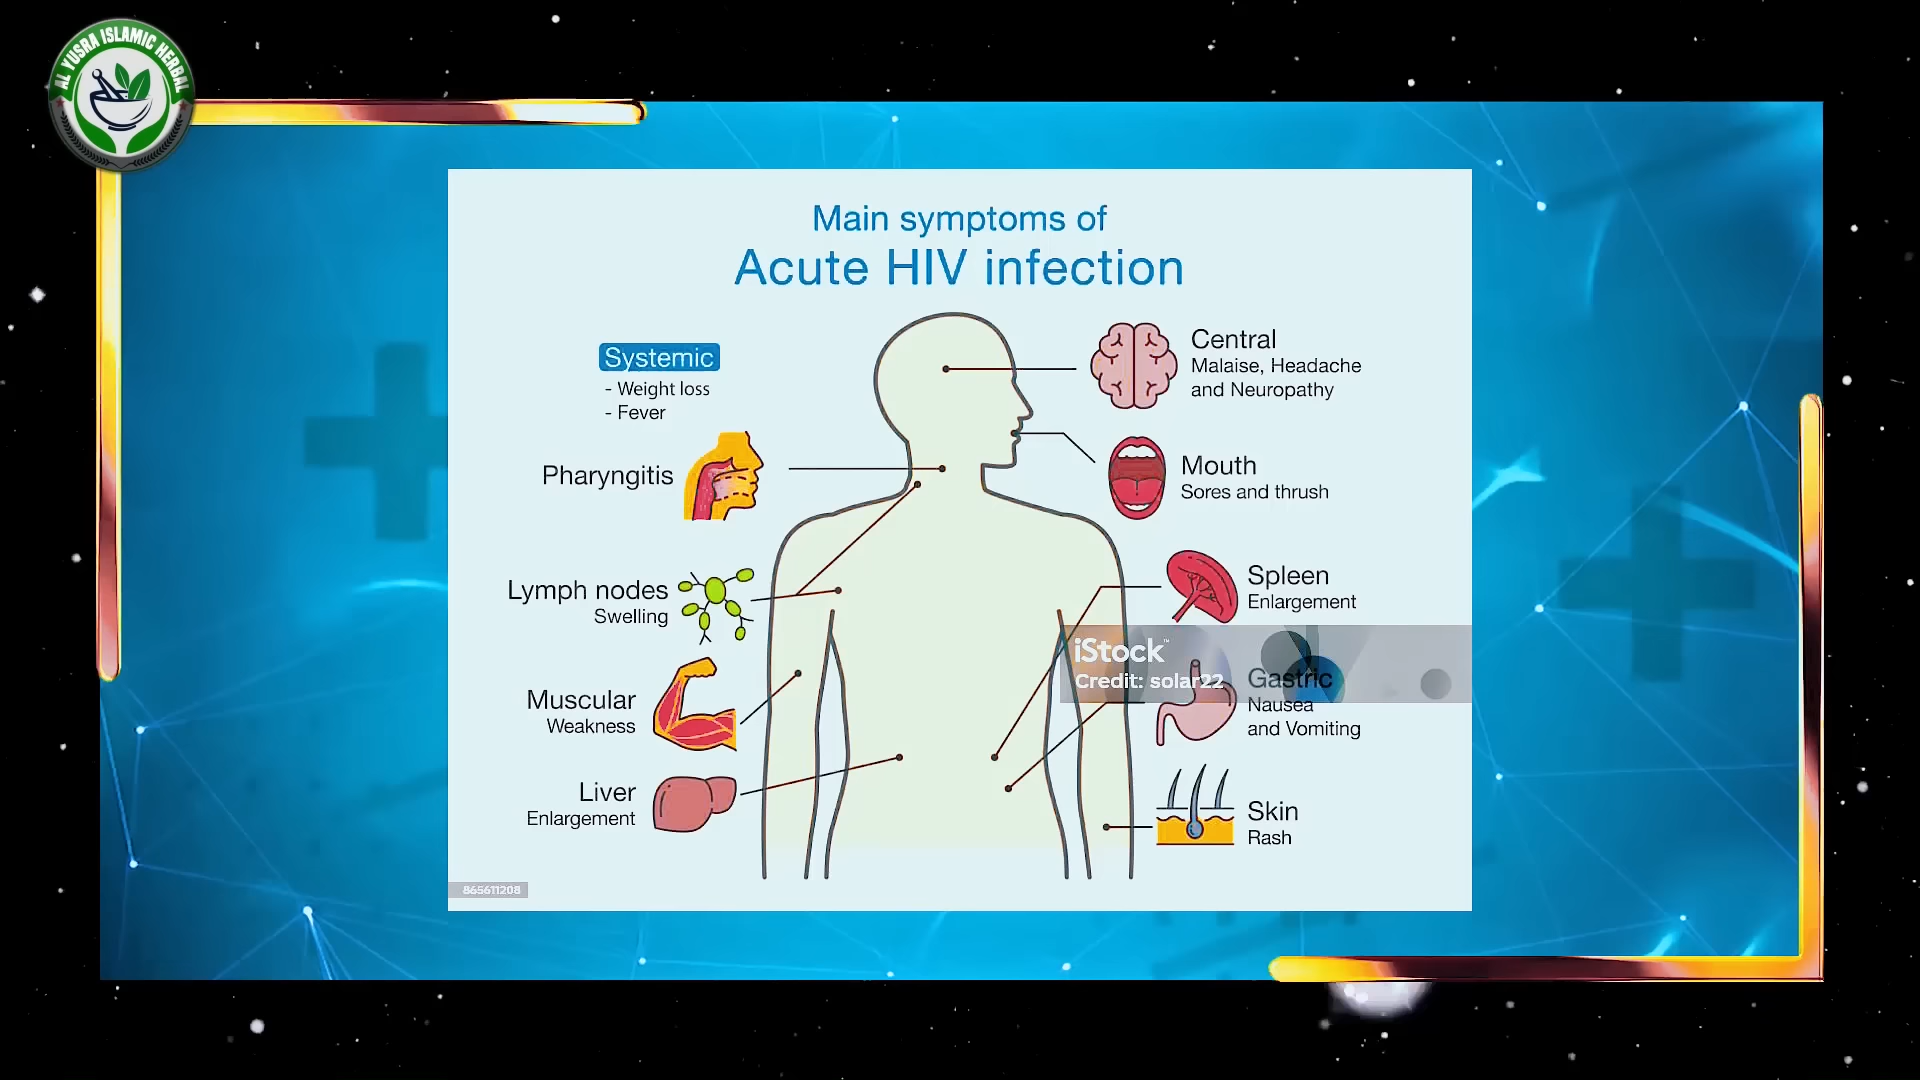 AL YUSRA ISLAMIC HERBAL
Main symptoms of
Acute HIV infection
Systemic
- Weight loss
- Fever
Pharyngitis
Lymph nodes
Swelling
Muscular
Weakness
Liver
Enlargement
Central
Malaise, Headache
and Neuropathy
Mouth
Sores and thrush
Spleen
Enlargement
iStock™
Credit: solar22
Gastric
Nausea
and Vomiting
Skin
Rash
865611208